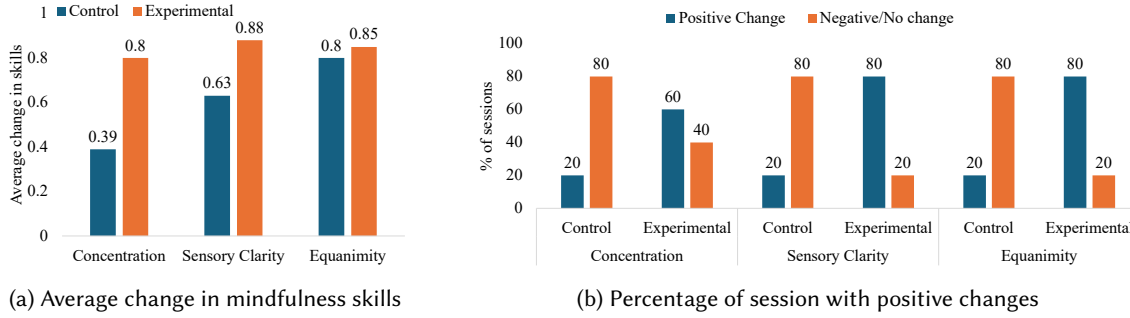 Control Experimental
Average change in skills
1
0.8
0.6
0.4
0.2
0
0.39
0.8
0.63
0.88
0.8
0.85
Concentration Sensory Clarity Equanimity
(a) Average change in mindfulness skills
Positive Change Negative/No change
% of sessions
100
80
60
40
20
0
20 80 60 40 20 80 80 20 20 80 80 20
Control Experimental Control Experimental Control Experimental
Concentration Sensory Clarity Equanimity
(b) Percentage of session with positive changes